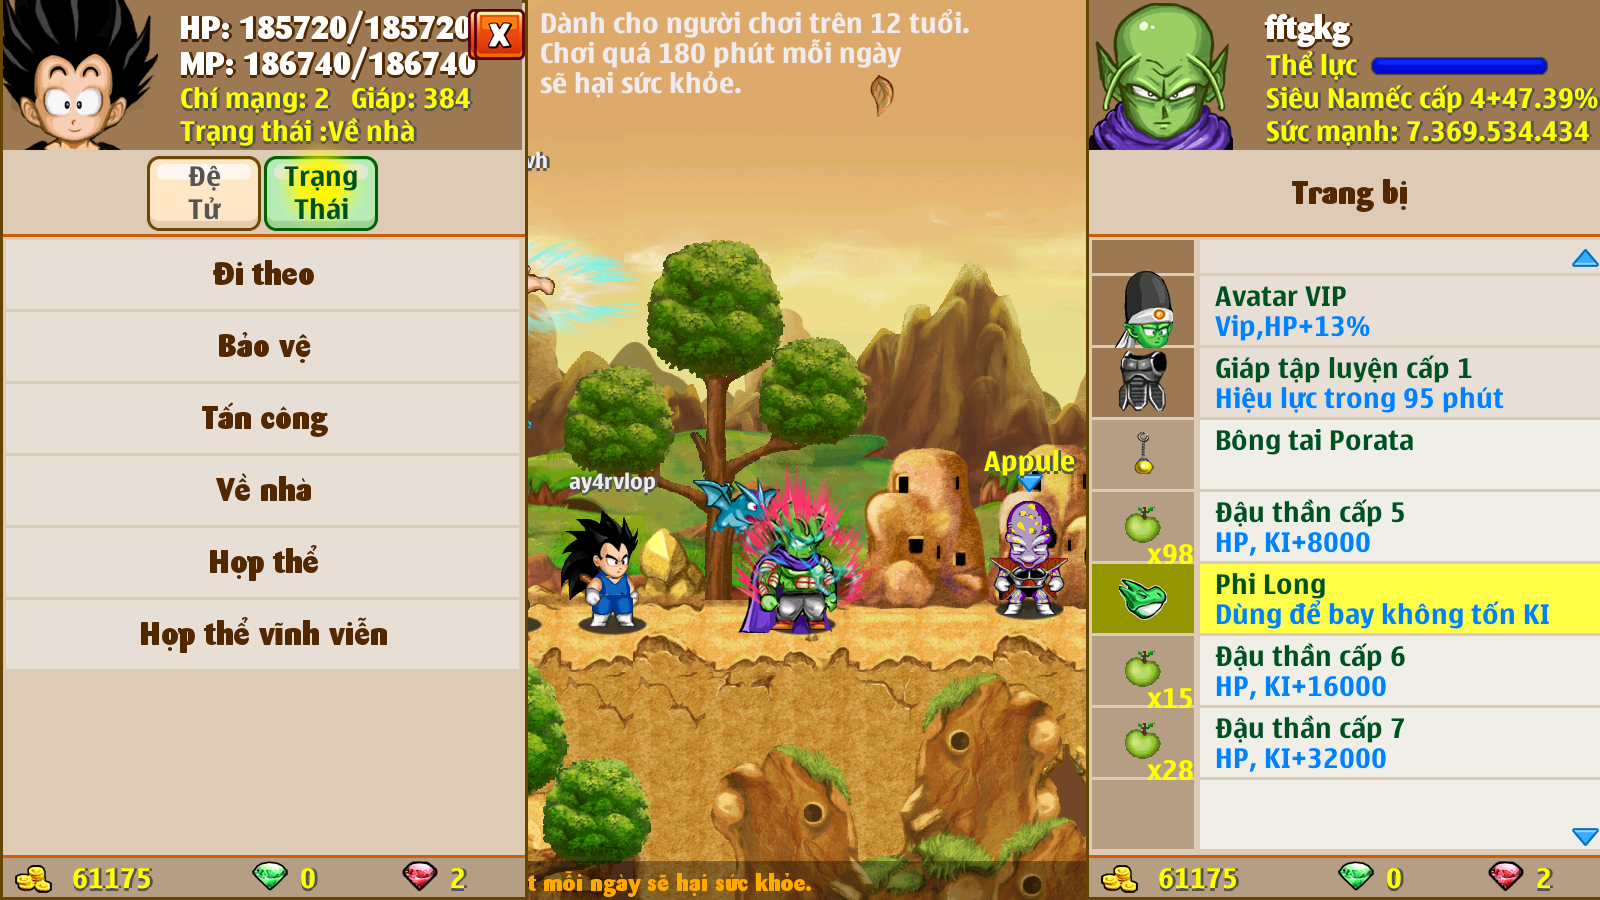 HP: 185720/185720
MP: 186740/186740
Chí mạng: 2 Giáp: 384
Trạng thái :Về nhà
X
Đệ
Tử
Trạng
Thái
Đi theo
Bảo vệ
Tấn công
Về nhà
Hợp thể
Hợp thể vĩnh viễn
61175
0
2
Dành cho người chơi trên 12 tuổi.
Chơi quá 180 phút mỗi ngày
sẽ hại sức khỏe.
vh
ay4rvlop
Appule
t mỗi ngày sẽ hại sức khỏe.
fftgkg
Thể lực
Siêu Namếc cấp 4+47.39%
Sức mạnh: 7.369.534.434
Trang bị
Avatar VIP
Vip,HP+13%
Giáp tập luyện cấp 1
Hiệu lực trong 95 phút
Bông tai Porata
Đậu thần cấp 5
HP, KI+8000
x98
Phi Long
Dùng để bay không tốn KI
Đậu thần cấp 6
HP, KI+16000
x15
Đậu thần cấp 7
HP, KI+32000
x28
61175
0
2